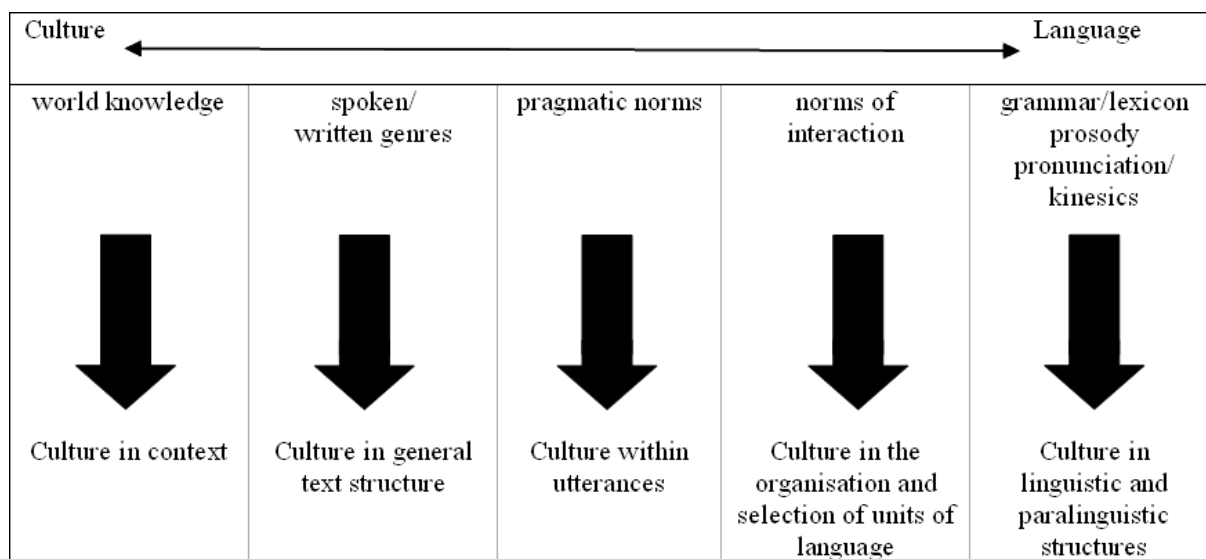 Culture
Language
world knowledge
spoken/
written genres
pragmatic norms
norms of
interaction
grammar/lexicon
prosody
pronunciation/
kinesics
Culture in context
Culture in general
text structure
Culture within
utterances
Culture in the
organisation and
selection of units of
language
Culture in
linguistic and
paralinguistic
structures